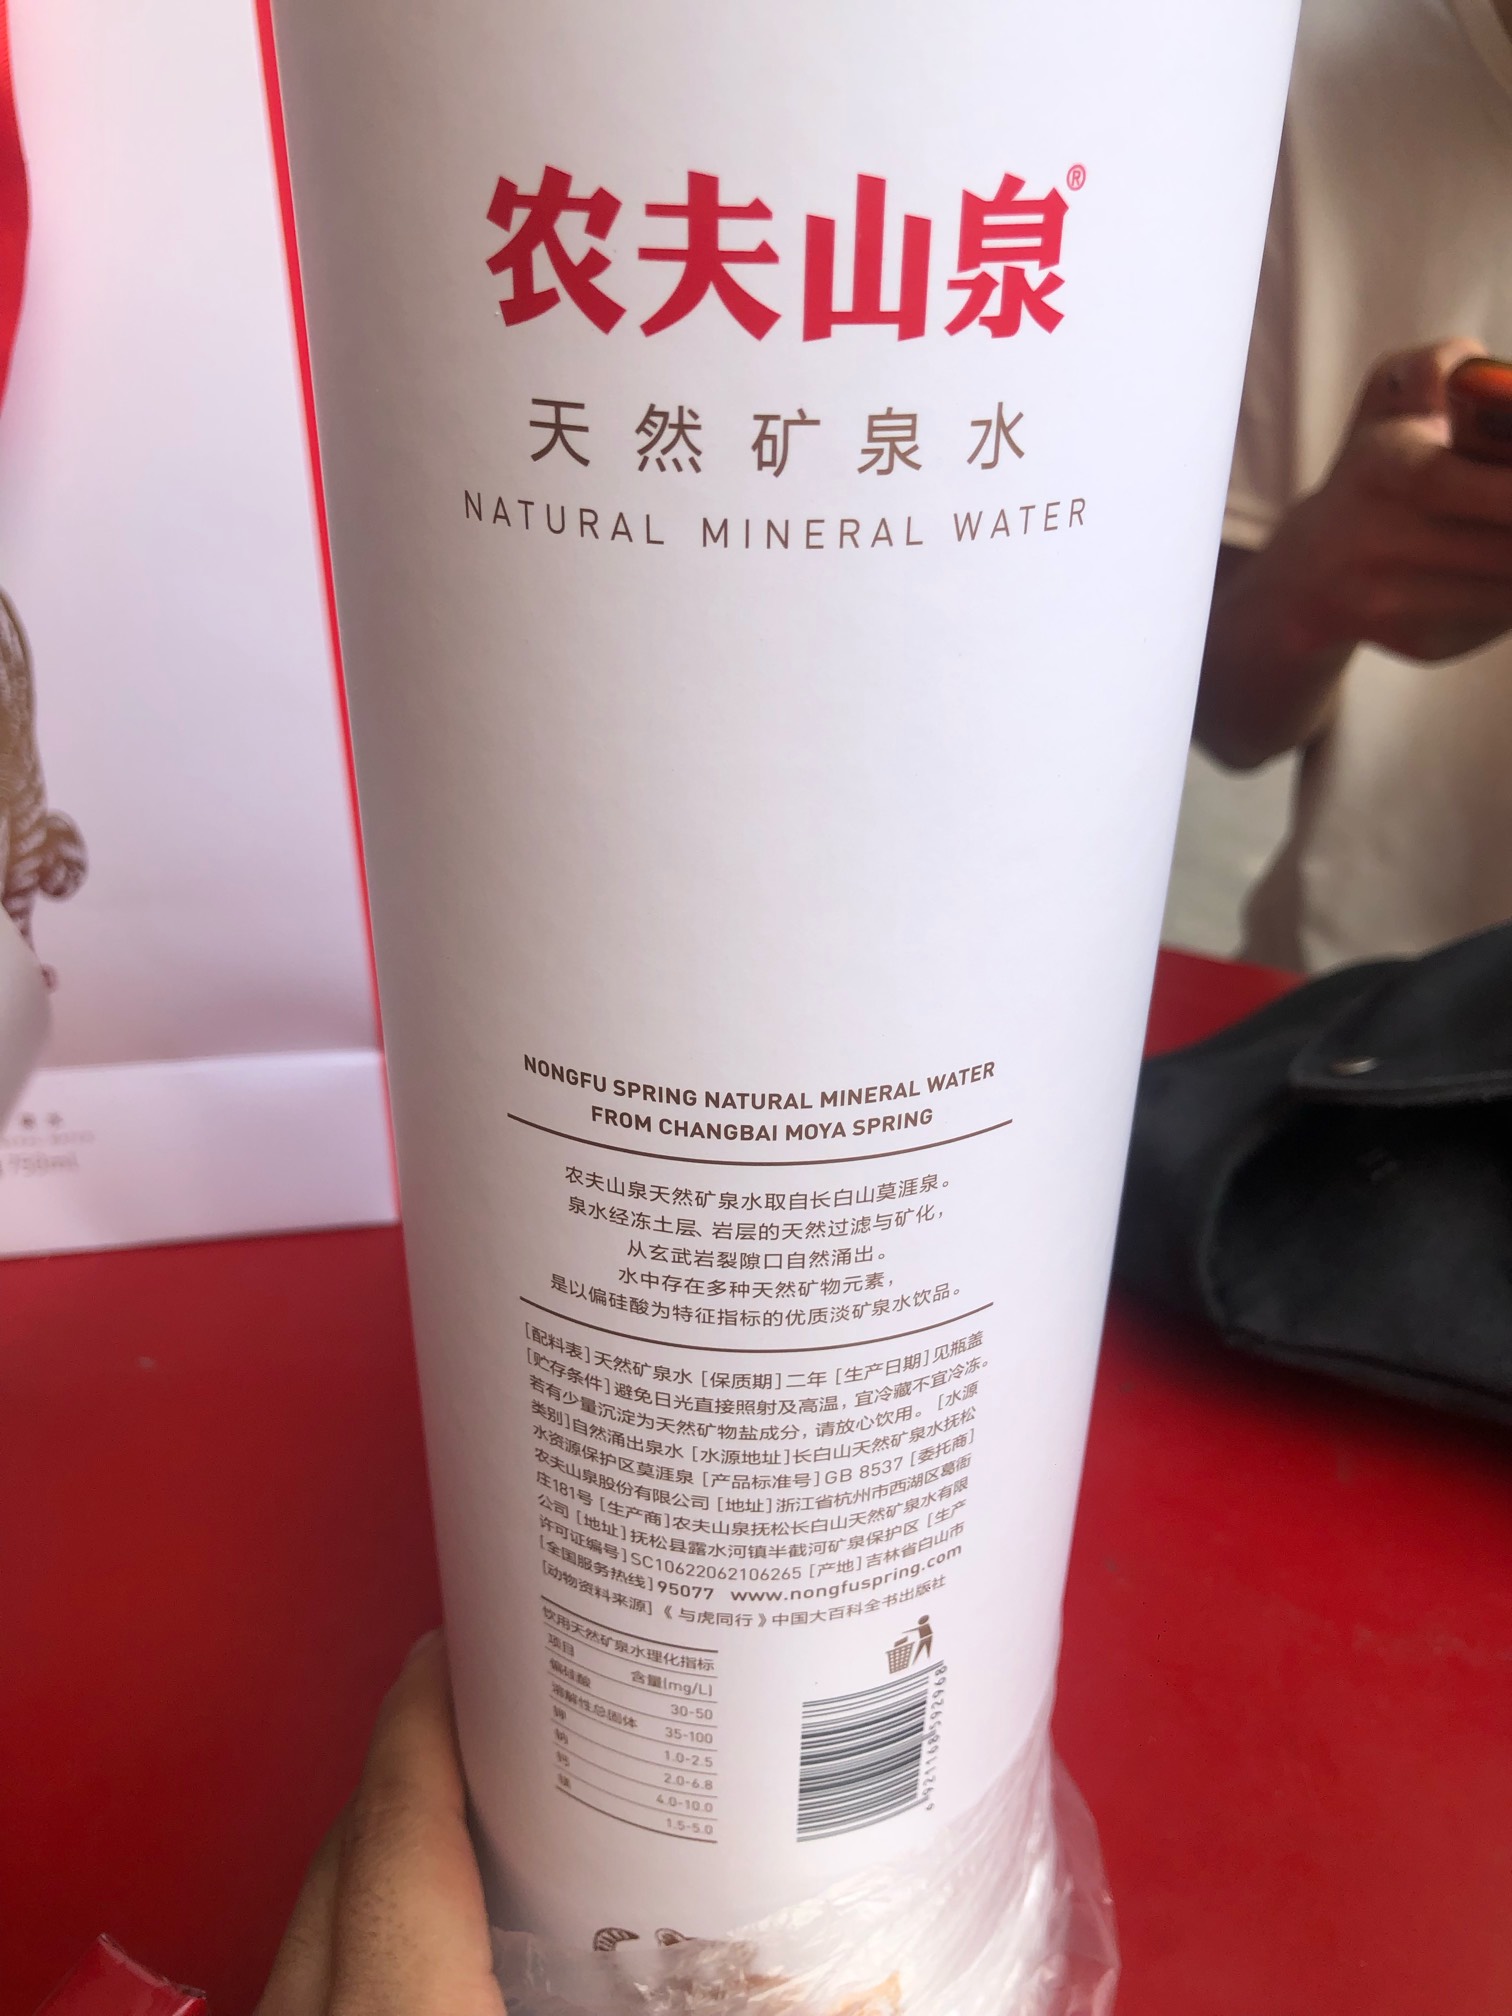 农夫山泉®
天然矿泉水
NATURAL MINERAL WATER
NONGFU SPRING NATURAL MINERAL WATER
FROM CHANGBAI MOYA SPRING
农夫山泉天然矿泉水取自长白山莫涯泉。
泉水经冻土层、岩层的天然过滤与矿化，
从玄武岩裂隙口自然涌出。
水中存在多种天然矿物元素，
是以偏硅酸为特征指标的优质淡矿泉水饮品。
[配料表]天然矿泉水 [保质期]二年 [生产日期]见瓶盖
[贮存条件]避免日光直接照射及高温，宜冷藏不宜冷冻。
若有少量沉淀为天然矿物盐成分，请放心饮用。[水源
类别]自然涌出泉水 [水源地址]长白山天然矿泉水抚松
水资源保护区莫涯泉 [产品标准号]GB 8537 [委托商]
农夫山泉股份有限公司 [地址]浙江省杭州市西湖区葛衙
庄181号 [生产商]农夫山泉抚松长白山天然矿泉水有限
公司 [地址]抚松县露水河镇半截河矿泉保护区 [生产
许可证编号]SC10622062106265 [产地]吉林省白山市
[全国服务热线]95077 www.nongfuspring.com
[动物资料来源]《与虎同行》中国大百科全书出版社
饮用天然矿泉水理化指标
项目 含量(mg/L)
偏硅酸 30-50
溶解性总固体 35-100
钾 1.0-2.5
钠 2.0-6.8
钙 4.0-10.0
镁 1.5-5.0
6921168592968
750ml